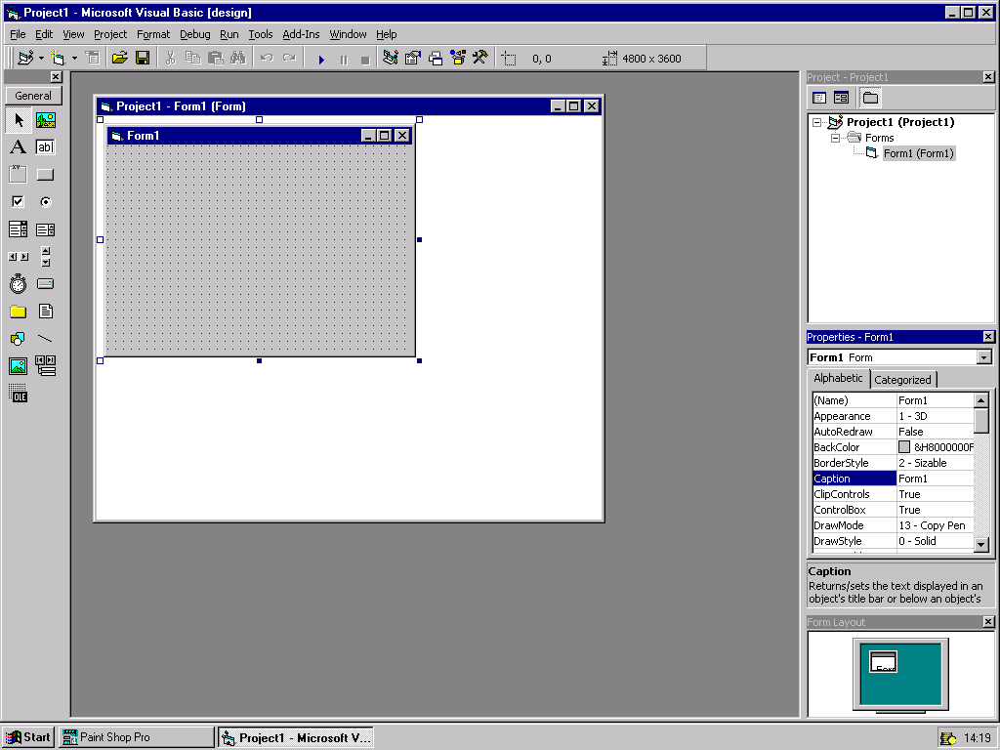 Project1 - Microsoft Visual Basic [design]
File Edit View Project Format Debug Run Tools Add-Ins Window Help
0, 0 4800 x 3600
General
A
ab|
xv
OLE
Project1 - Form1 (Form)
Form1
Project - Project1
Project1 (Project1)
Forms
Form1 (Form1)
Properties - Form1
Form1 Form
Alphabetic Categorized
(Name) Form1
Appearance 1 - 3D
AutoRedraw False
BackColor &H8000000F
BorderStyle 2 - Sizable
Caption Form1
ClipControls True
ControlBox True
DrawMode 13 - Copy Pen
DrawStyle 0 - Solid
Caption
Returns/sets the text displayed in an
object's title bar or below an object's
Form Layout
Start Paint Shop Pro Project1 - Microsoft V... 14:19